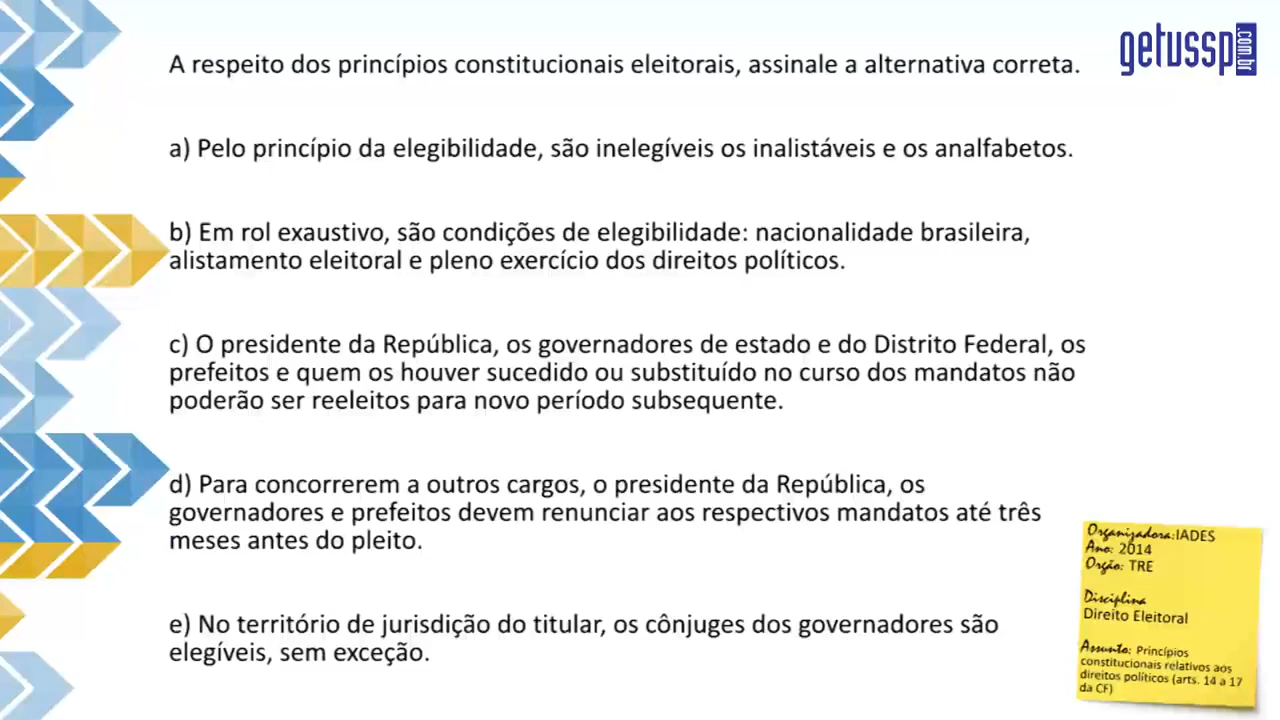 getussp.com.br
A respeito dos princípios constitucionais eleitorais, assinale a alternativa correta.
a) Pelo princípio da elegibilidade, são inelegíveis os inalistáveis e os analfabetos.
b) Em rol exaustivo, são condições de elegibilidade: nacionalidade brasileira,
alistamento eleitoral e pleno exercício dos direitos políticos.
c) O presidente da República, os governadores de estado e do Distrito Federal, os
prefeitos e quem os houver sucedido ou substituído no curso dos mandatos não
poderão ser reeleitos para novo período subsequente.
d) Para concorrerem a outros cargos, o presidente da República, os
governadores e prefeitos devem renunciar aos respectivos mandatos até três
meses antes do pleito.
e) No território de jurisdição do titular, os cônjuges dos governadores são
elegíveis, sem exceção.
Organizadora:IADES
Ano: 2014
Orgão: TRE
Disciplina
Direito Eleitoral
Assunto: Princípios
constitucionais relativos aos
direitos políticos (arts. 14 a 17
da CF)